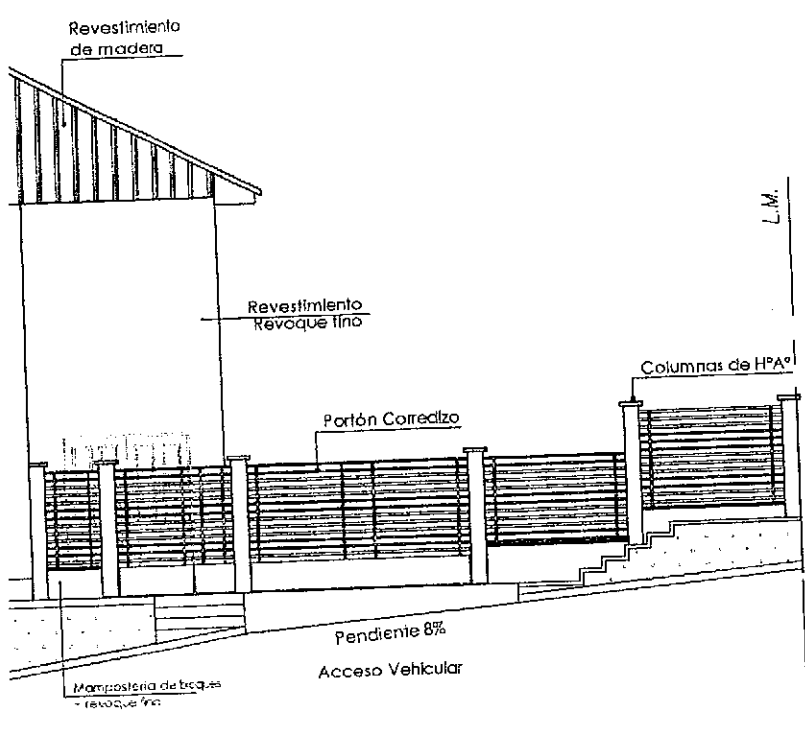 Revestimiento
de madera
L.M.
Revestimiento
Revoque fino
Columnas de HºAº
Portón Corredizo
Pendiente 8%
Acceso Vehicular
Mampostería de bloques
+ revoque fino